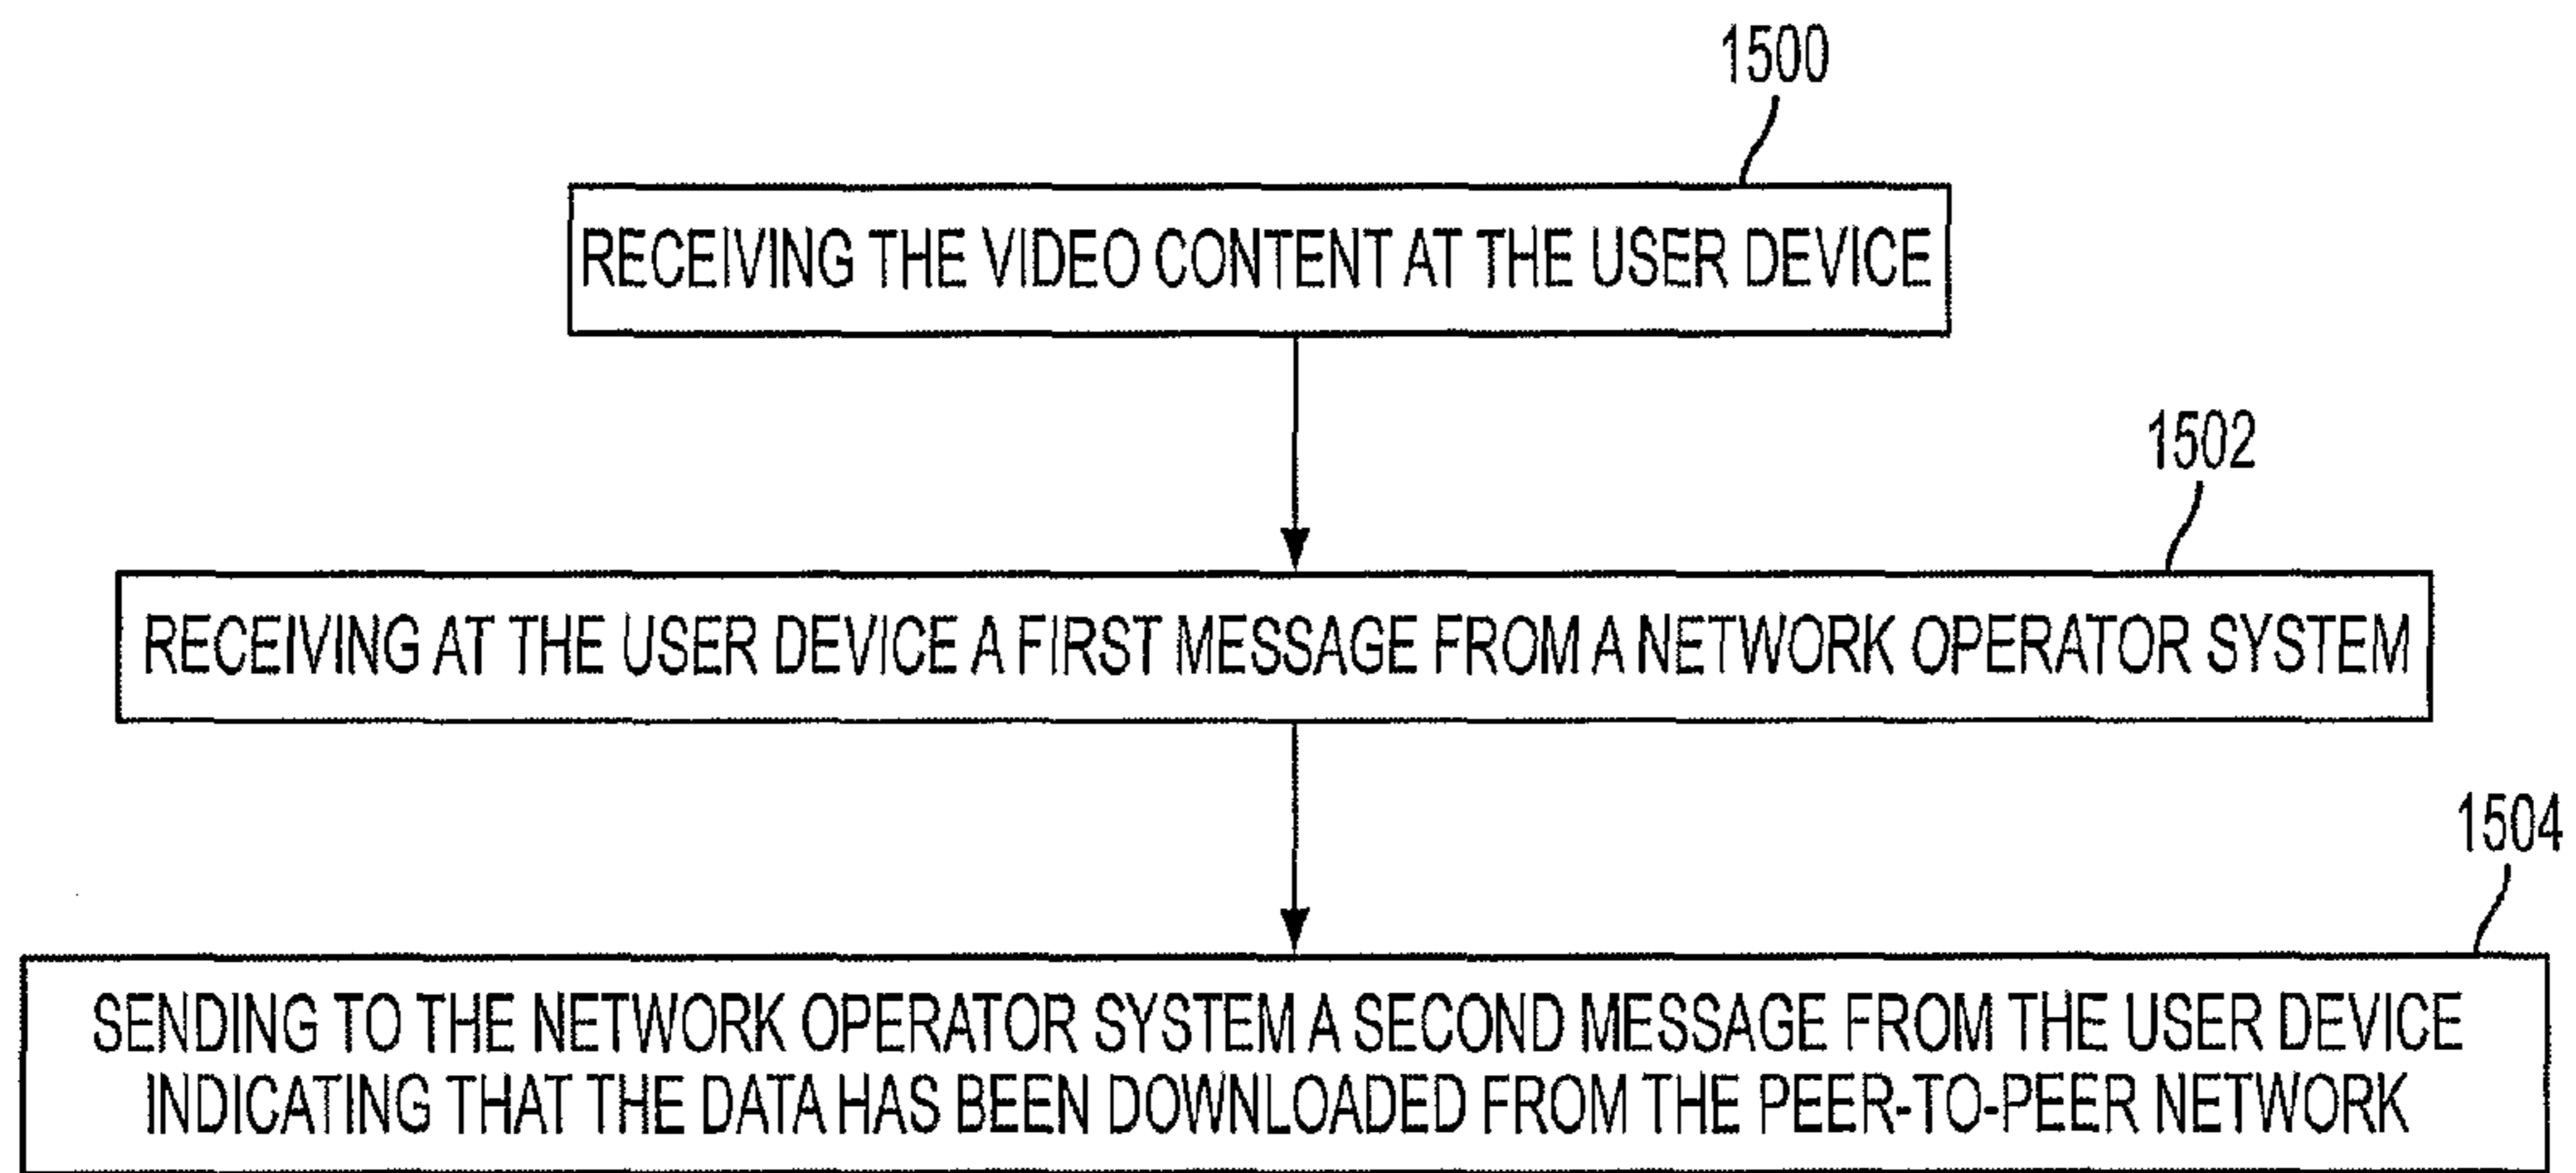 1500
RECEIVING THE VIDEO CONTENT AT THE USER DEVICE
1502
RECEIVING AT THE USER DEVICE A FIRST MESSAGE FROM A NETWORK OPERATOR SYSTEM
1504
SENDING TO THE NETWORK OPERATOR SYSTEM A SECOND MESSAGE FROM THE USER DEVICE
INDICATING THAT THE DATA HAS BEEN DOWNLOADED FROM THE PEER-TO-PEER NETWORK